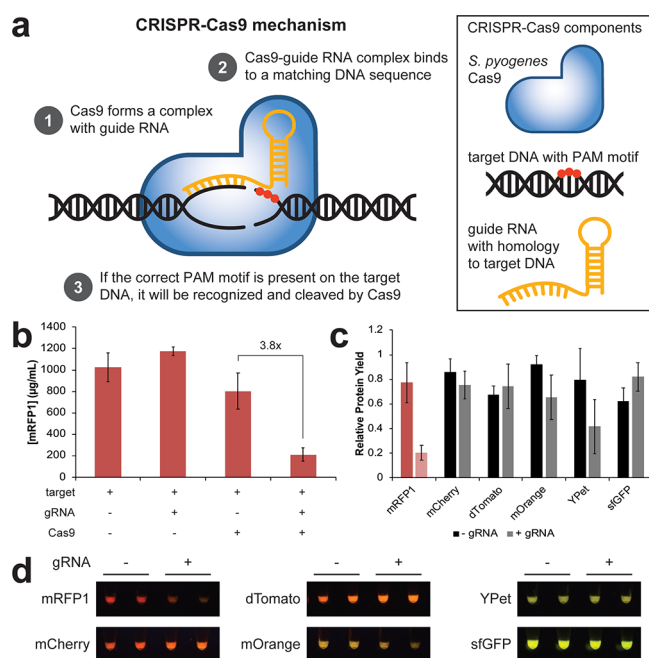 a
CRISPR-Cas9 mechanism
1
Cas9 forms a complex
with guide RNA
2
Cas9-guide RNA complex binds
to a matching DNA sequence
3
If the correct PAM motif is present on the target
DNA, it will be recognized and cleaved by Cas9
CRISPR-Cas9 components
S. pyogenes
Cas9
target DNA with PAM motif
guide RNA
with homology
to target DNA
b
[mRFP1] (µg/mL)
1400
1200
1000
800
600
400
200
0
3.8x
target + + + +
gRNA - + - +
Cas9 - - + +
c
Relative Protein Yield
1.2
1
0.8
0.6
0.4
0.2
0
mRFP1
mCherry
dTomato
mOrange
YPet
sfGFP
- gRNA + gRNA
d
gRNA - + - + - +
mRFP1 dTomato YPet
mCherry mOrange sfGFP